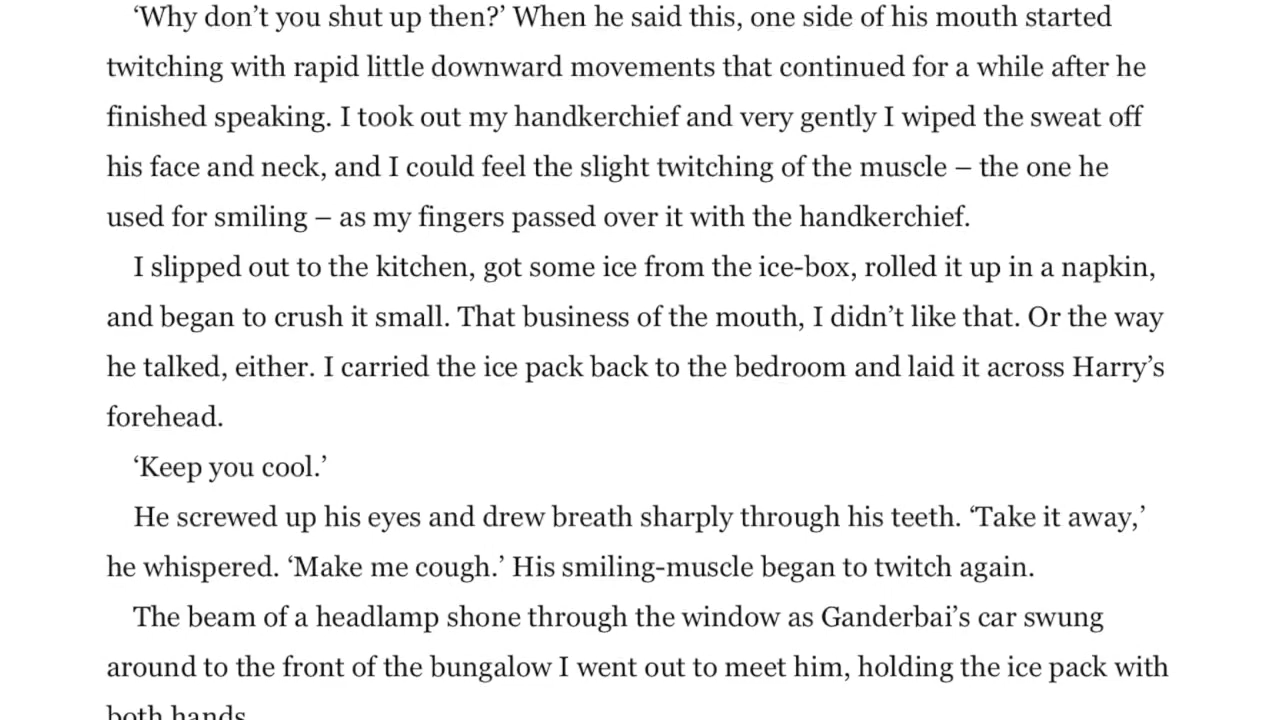 ‘Why don’t you shut up then?’ When he said this, one side of his mouth started
twitching with rapid little downward movements that continued for a while after he
finished speaking. I took out my handkerchief and very gently I wiped the sweat off
his face and neck, and I could feel the slight twitching of the muscle – the one he
used for smiling – as my fingers passed over it with the handkerchief.
I slipped out to the kitchen, got some ice from the ice-box, rolled it up in a napkin,
and began to crush it small. That business of the mouth, I didn’t like that. Or the way
he talked, either. I carried the ice pack back to the bedroom and laid it across Harry’s
forehead.
‘Keep you cool.’
He screwed up his eyes and drew breath sharply through his teeth. ‘Take it away,’
he whispered. ‘Make me cough.’ His smiling-muscle began to twitch again.
The beam of a headlamp shone through the window as Ganderbai’s car swung
around to the front of the bungalow I went out to meet him, holding the ice pack with
both hands.